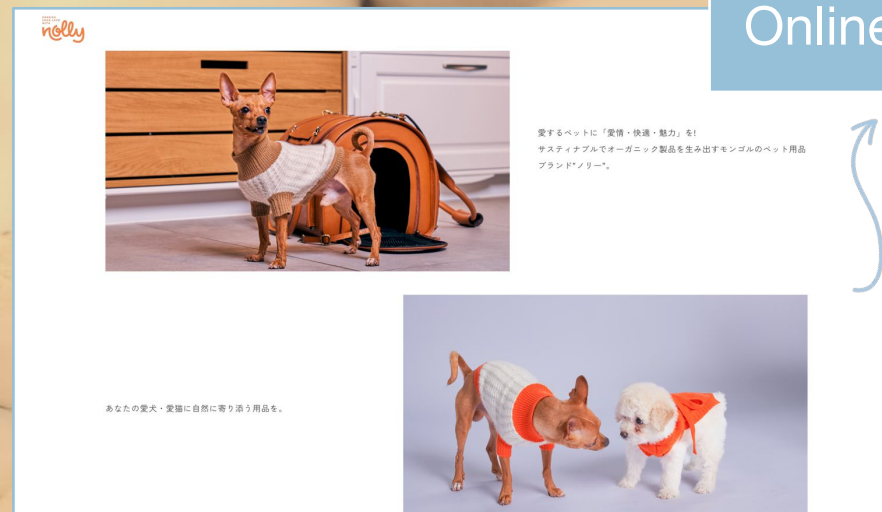 nolly
Online
愛するペットに「愛情・快適・魅力」を!
サスティナブルでオーガニック製品を生み出すモンゴルのペット用品
ブランド"ノリー"。
あなたの愛犬・愛猫に自然に寄り添う用品を。